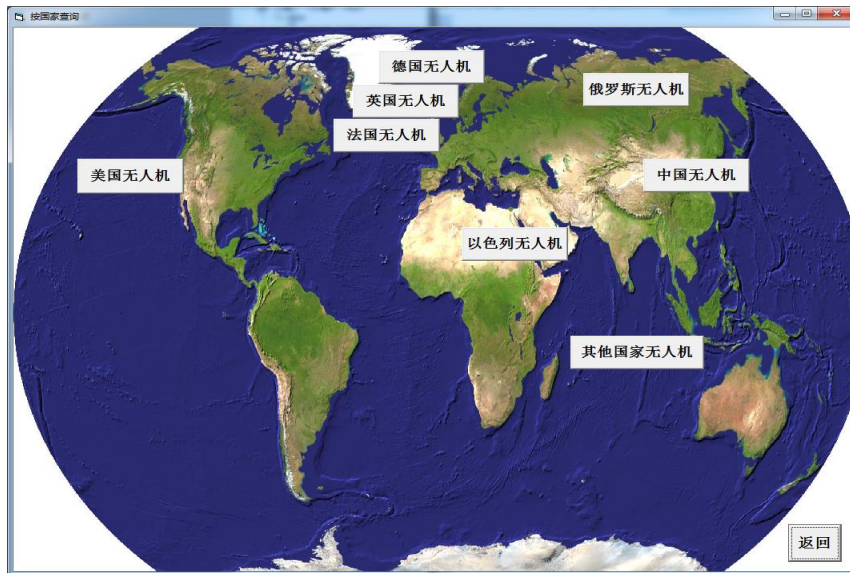 按国家查询
德国无人机
俄罗斯无人机
英国无人机
法国无人机
美国无人机
中国无人机
以色列无人机
其他国家无人机
返回